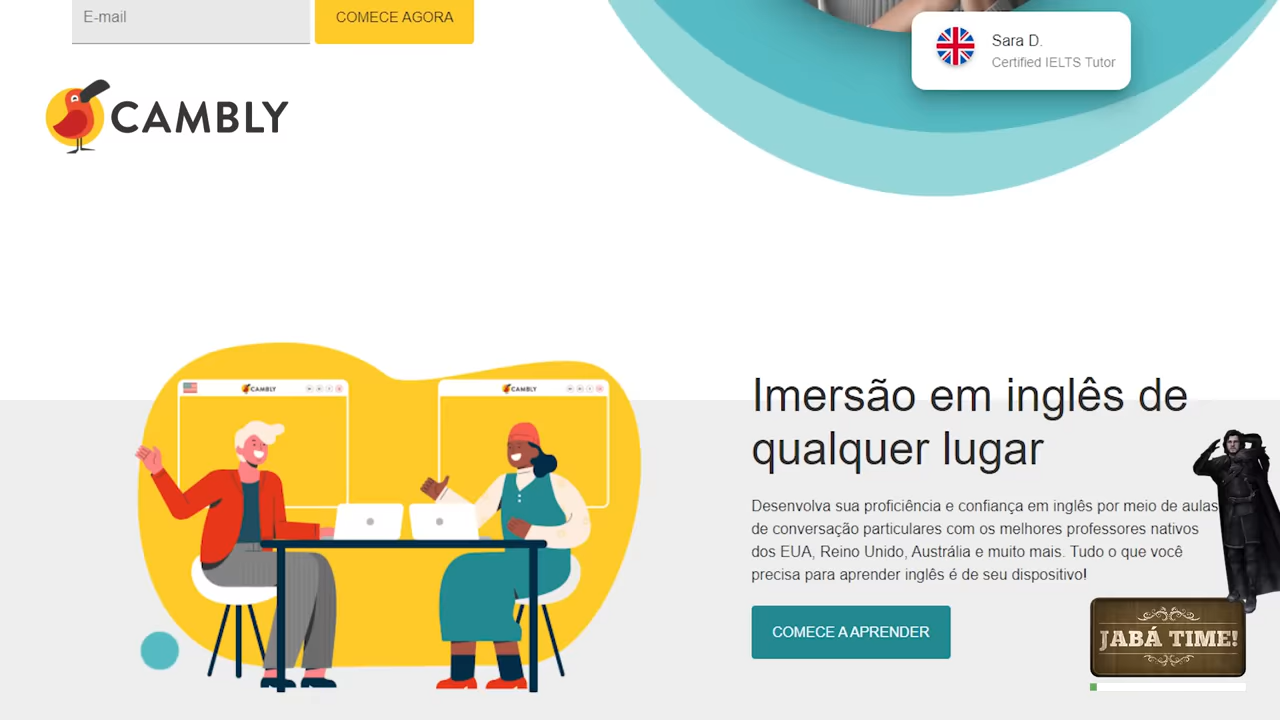 E-mail
COMECE AGORA
Sara D.
Certified IELTS Tutor
CAMBLY
CAMBLY
CAMBLY
Imersão em inglês de
qualquer lugar
Desenvolva sua proficiência e confiança em inglês por meio de aulas
de conversação particulares com os melhores professores nativos
dos EUA, Reino Unido, Austrália e muito mais. Tudo o que você
precisa para aprender inglês é de seu dispositivo!
COMECE A APRENDER
JABÁ TIME!